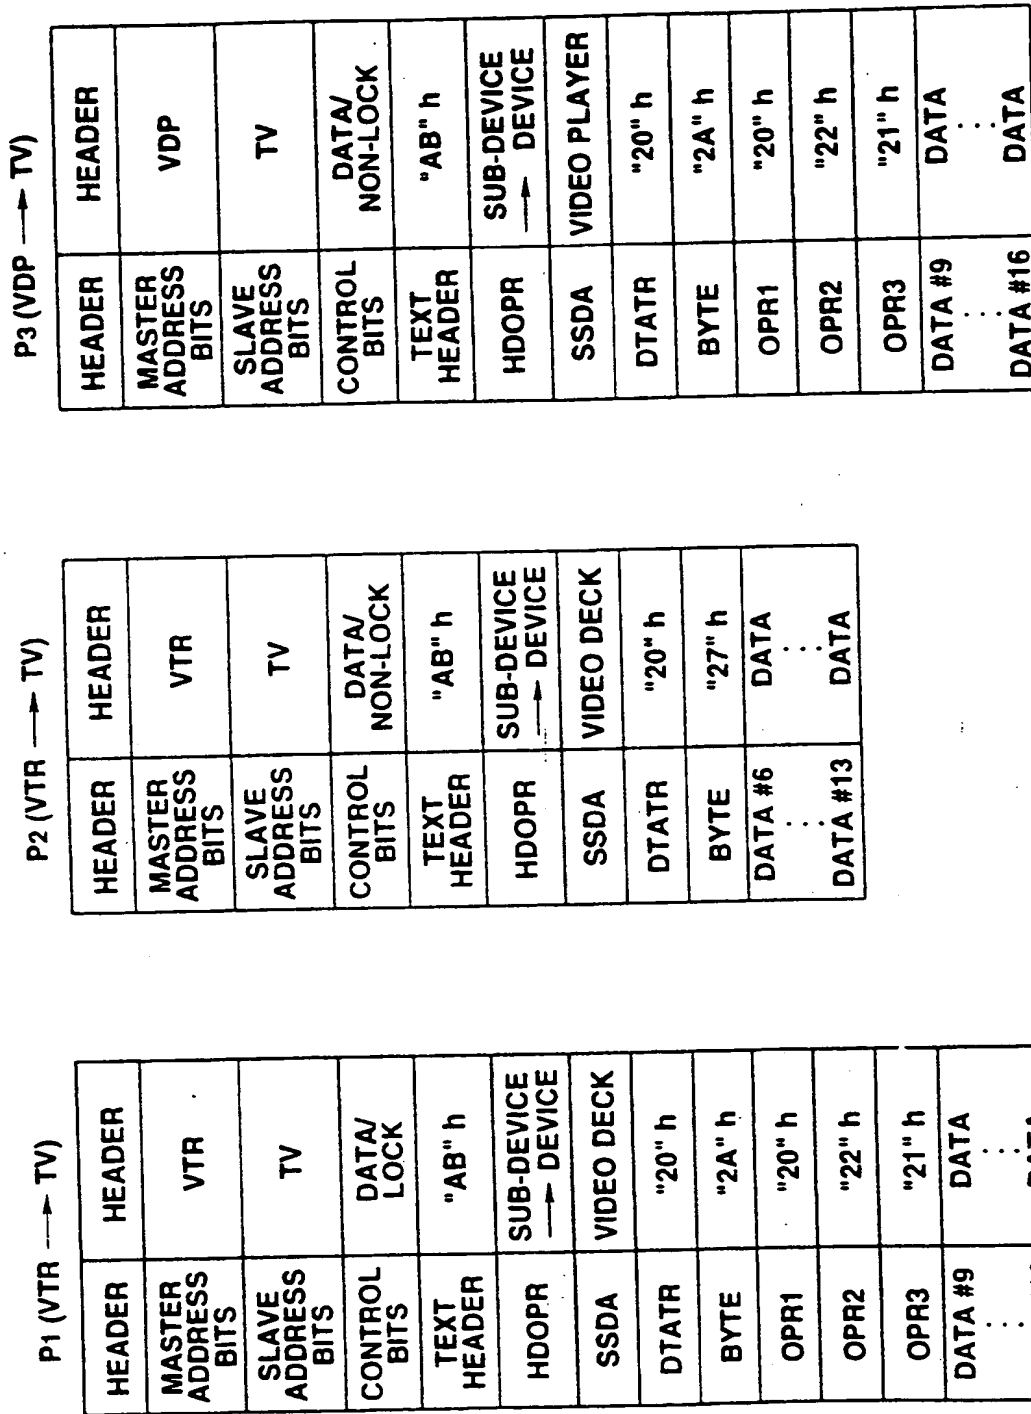 P1 (VTR → TV)
HEADER HEADER
MASTER
ADDRESS
BITS
VTR
SLAVE
ADDRESS
BITS
TV
CONTROL
BITS
DATA/
LOCK
TEXT
HEADER
"AB" h
HDOPR
SUB-DEVICE
→ DEVICE
SSDA VIDEO DECK
DTATR "20" h
BYTE "2A" h
OPR1 "20" h
OPR2 "22" h
OPR3 "21" h
DATA #9 DATA
P2 (VTR → TV)
HEADER HEADER
MASTER
ADDRESS
BITS
VTR
SLAVE
ADDRESS
BITS
TV
CONTROL
BITS
DATA/
NON-LOCK
TEXT
HEADER
"AB" h
HDOPR
SUB-DEVICE
→ DEVICE
SSDA VIDEO DECK
DTATR "20" h
BYTE "27" h
DATA #6 DATA
DATA #13 DATA
P3 (VDP → TV)
HEADER HEADER
MASTER
ADDRESS
BITS
VDP
SLAVE
ADDRESS
BITS
TV
CONTROL
BITS
DATA/
NON-LOCK
TEXT
HEADER
"AB" h
HDOPR
SUB-DEVICE
→ DEVICE
SSDA VIDEO PLAYER
DTATR "20" h
BYTE "2A" h
OPR1 "20" h
OPR2 "22" h
OPR3 "21" h
DATA #9 DATA
DATA #16 DATA